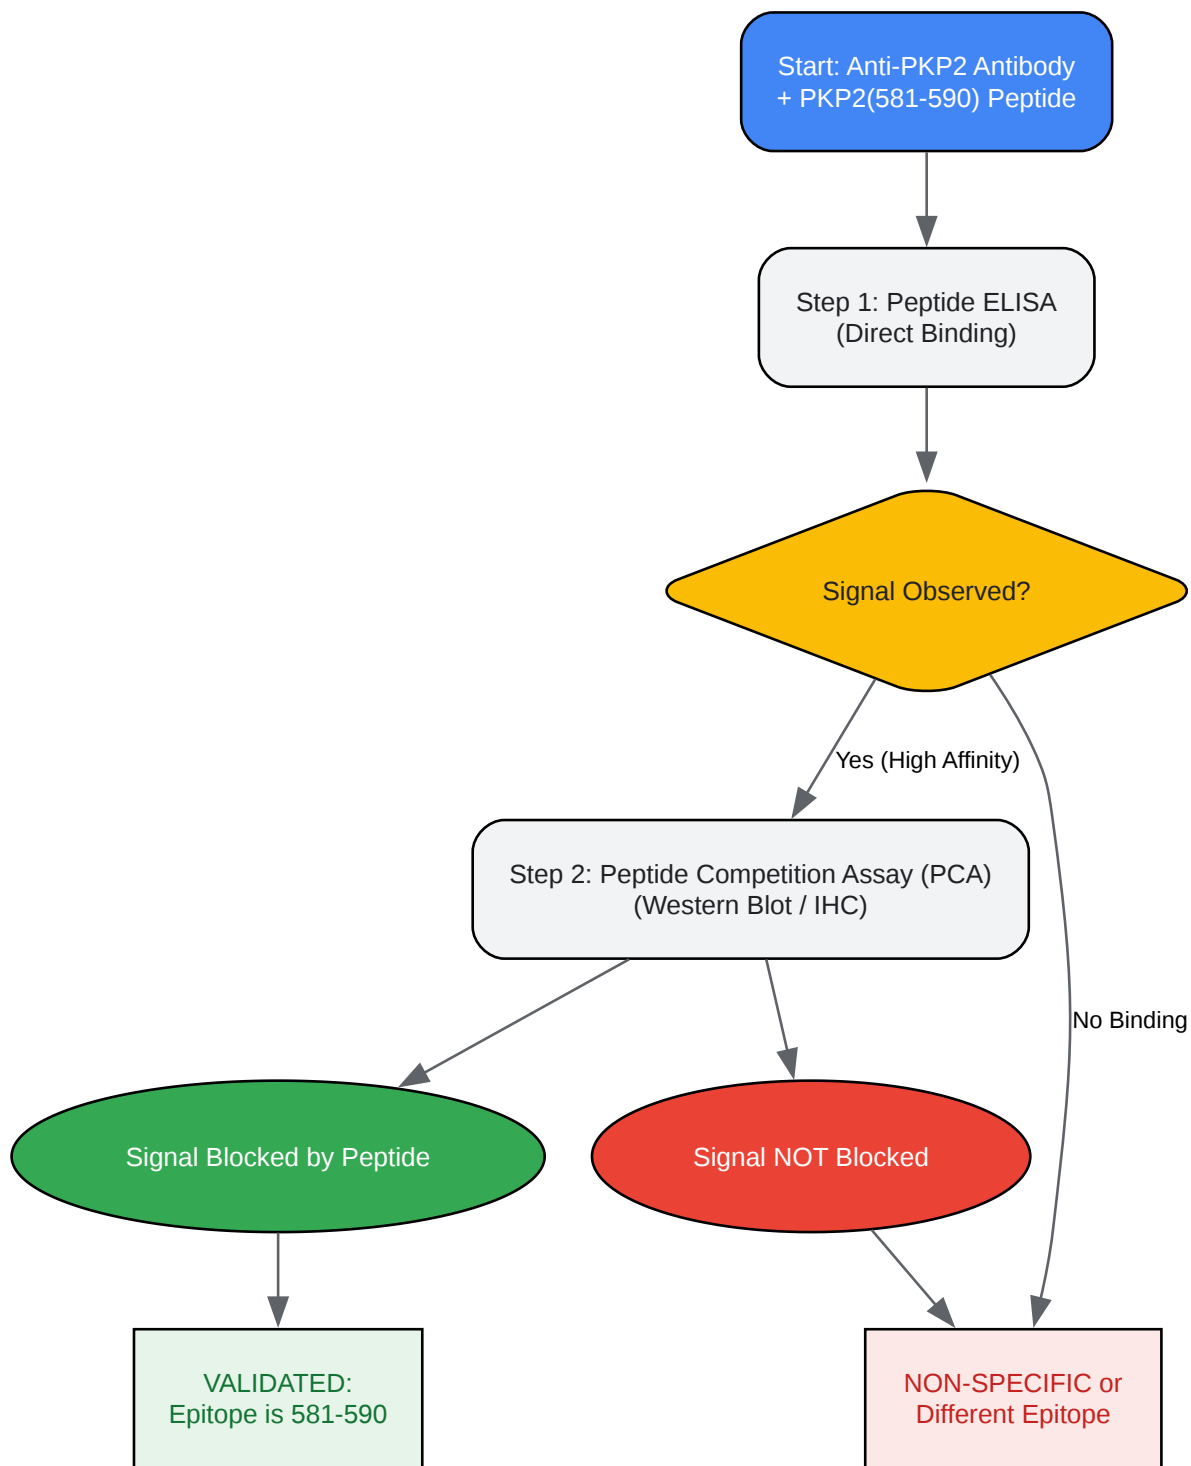 Start: Anti-PKP2 Antibody
+ PKP2(581-590) Peptide
Step 1: Peptide ELISA
(Direct Binding)
Signal Observed?
Yes (High Affinity)
Step 2: Peptide Competition Assay (PCA)
(Western Blot / IHC)
No Binding
Signal Blocked by Peptide
Signal NOT Blocked
VALIDATED:
Epitope is 581-590
NON-SPECIFIC or
Different Epitope